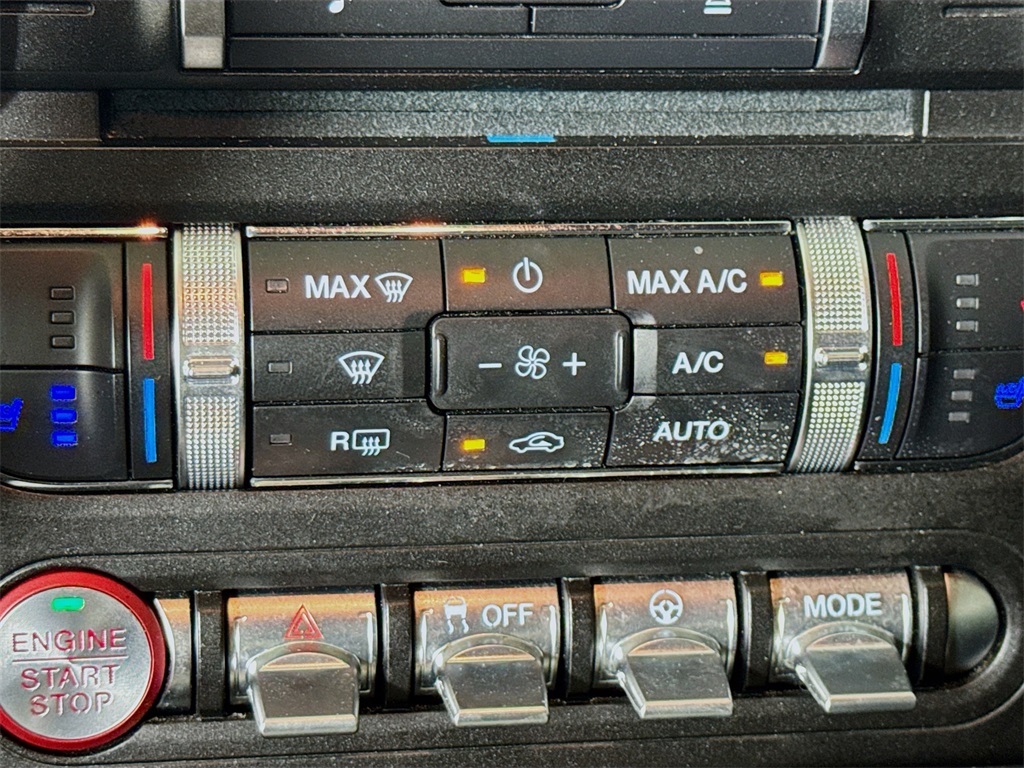 MAX
MAX A/C
− +
A/C
R
AUTO
ENGINE
START
STOP
OFF
MODE